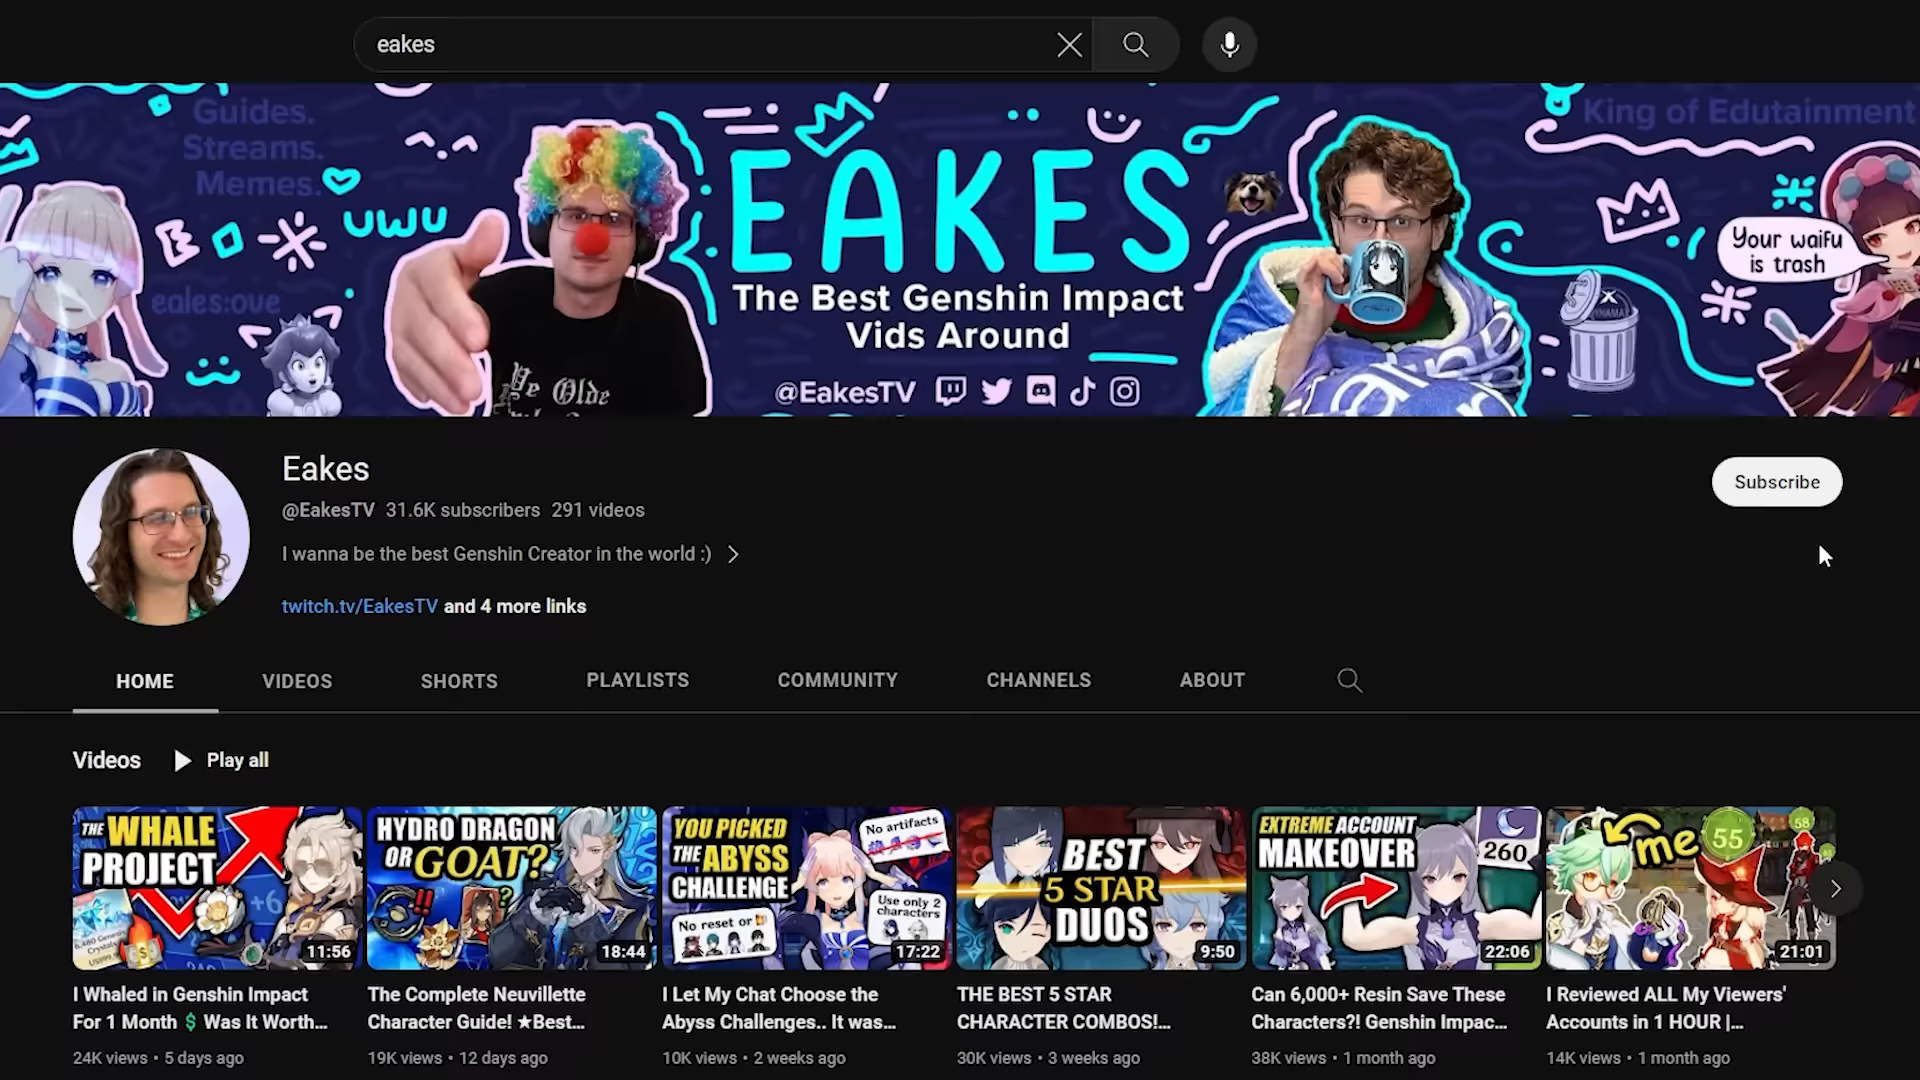 eakes
Guides.
Streams.
Memes.
King of Edutainment
UWU
EAKES
The Best Genshin Impact
Vids Around
@EakesTV
Your waifu
is trash
Ye Olde
Eakes
@EakesTV 31.6K subscribers 291 videos
I wanna be the best Genshin Creator in the world :)
twitch.tv/EakesTV and 4 more links
Subscribe
HOME VIDEOS SHORTS PLAYLISTS COMMUNITY CHANNELS ABOUT
Videos Play all
THE WHALE
PROJECT
+6
11:56
HYDRO DRAGON
OR GOAT?
!!
?
18:44
YOU PICKED
THE ABYSS
CHALLENGE
No artifacts
No reset or
Use only 2
characters
17:22
BEST
5 STAR
DUOS
9:50
EXTREME ACCOUNT
MAKEOVER
260
22:06
me
55
58
21:01
I Whaled in Genshin Impact
For 1 Month $ Was It Worth...
24K views • 5 days ago
The Complete Neuvillette
Character Guide! ★Best...
19K views • 12 days ago
I Let My Chat Choose the
Abyss Challenges.. It was...
10K views • 2 weeks ago
THE BEST 5 STAR
CHARACTER COMBOS!...
30K views • 3 weeks ago
Can 6,000+ Resin Save These
Characters?! Genshin Impac...
38K views • 1 month ago
I Reviewed ALL My Viewers'
Accounts in 1 HOUR |...
14K views • 1 month ago